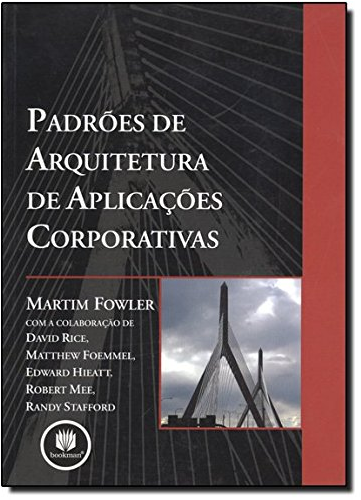 PADRÕES DE
ARQUITETURA
DE APLICAÇÕES
CORPORATIVAS
MARTIM FOWLER
COM A COLABORAÇÃO DE
DAVID RICE,
MATTHEW FOEMMEL,
EDWARD HIEATT,
ROBERT MEE,
RANDY STAFFORD
bookman®